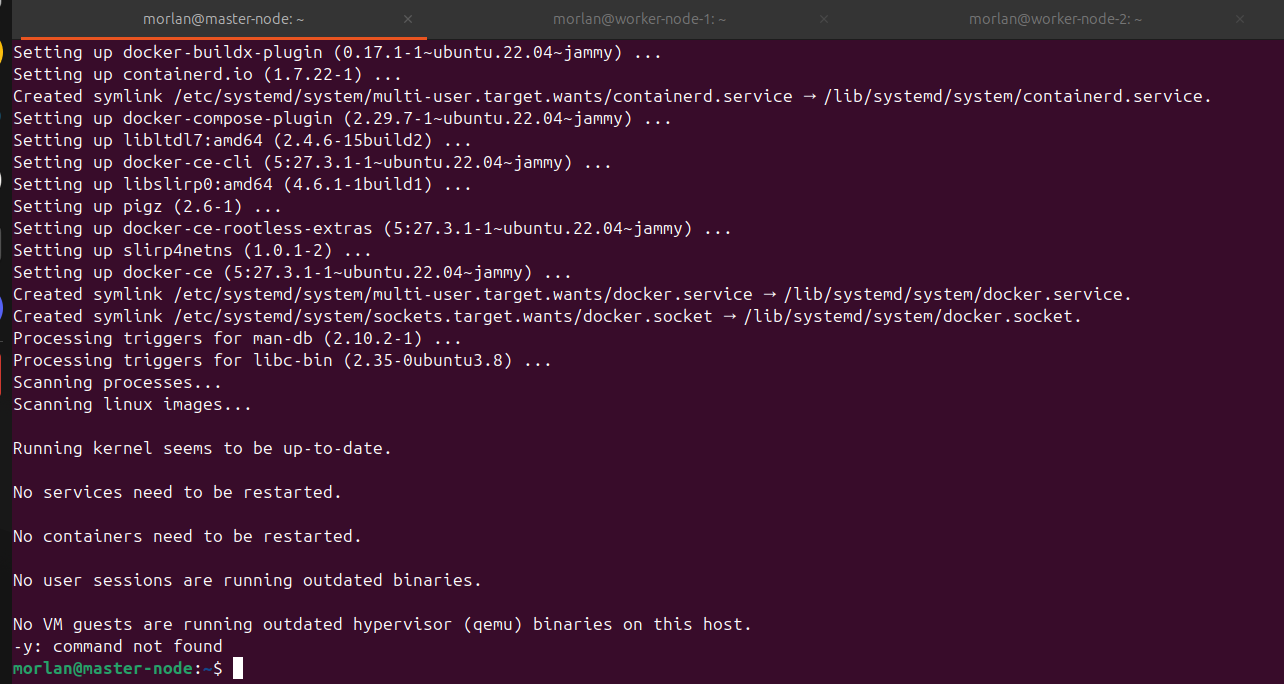 morlan@master-node: ~ × morlan@worker-node-1: ~ × morlan@worker-node-2: ~ ×
Setting up docker-buildx-plugin (0.17.1-1~ubuntu.22.04~jammy) ...
Setting up containerd.io (1.7.22-1) ...
Created symlink /etc/systemd/system/multi-user.target.wants/containerd.service → /lib/systemd/system/containerd.service.
Setting up docker-compose-plugin (2.29.7-1~ubuntu.22.04~jammy) ...
Setting up libltdl7:amd64 (2.4.6-15build2) ...
Setting up docker-ce-cli (5:27.3.1-1~ubuntu.22.04~jammy) ...
Setting up libslirp0:amd64 (4.6.1-1build1) ...
Setting up pigz (2.6-1) ...
Setting up docker-ce-rootless-extras (5:27.3.1-1~ubuntu.22.04~jammy) ...
Setting up slirp4netns (1.0.1-2) ...
Setting up docker-ce (5:27.3.1-1~ubuntu.22.04~jammy) ...
Created symlink /etc/systemd/system/multi-user.target.wants/docker.service → /lib/systemd/system/docker.service.
Created symlink /etc/systemd/system/sockets.target.wants/docker.socket → /lib/systemd/system/docker.socket.
Processing triggers for man-db (2.10.2-1) ...
Processing triggers for libc-bin (2.35-0ubuntu3.8) ...
Scanning processes...
Scanning linux images...
Running kernel seems to be up-to-date.
No services need to be restarted.
No containers need to be restarted.
No user sessions are running outdated binaries.
No VM guests are running outdated hypervisor (qemu) binaries on this host.
-y: command not found
morlan@master-node:~$